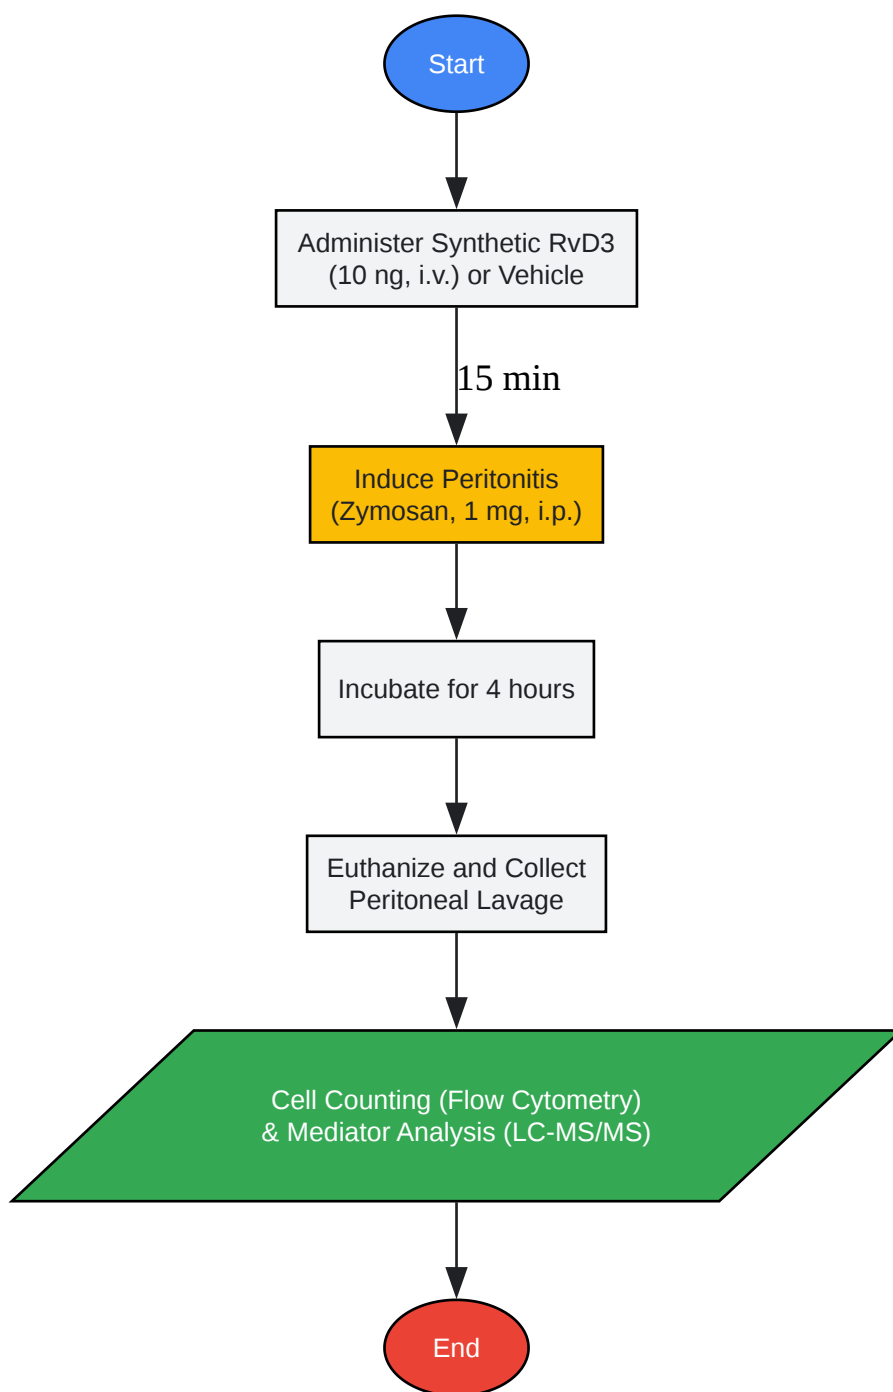 Start
Administer Synthetic RvD3
(10 ng, i.v.) or Vehicle
15 min
Induce Peritonitis
(Zymosan, 1 mg, i.p.)
Incubate for 4 hours
Euthanize and Collect
Peritoneal Lavage
Cell Counting (Flow Cytometry)
& Mediator Analysis (LC-MS/MS)
End